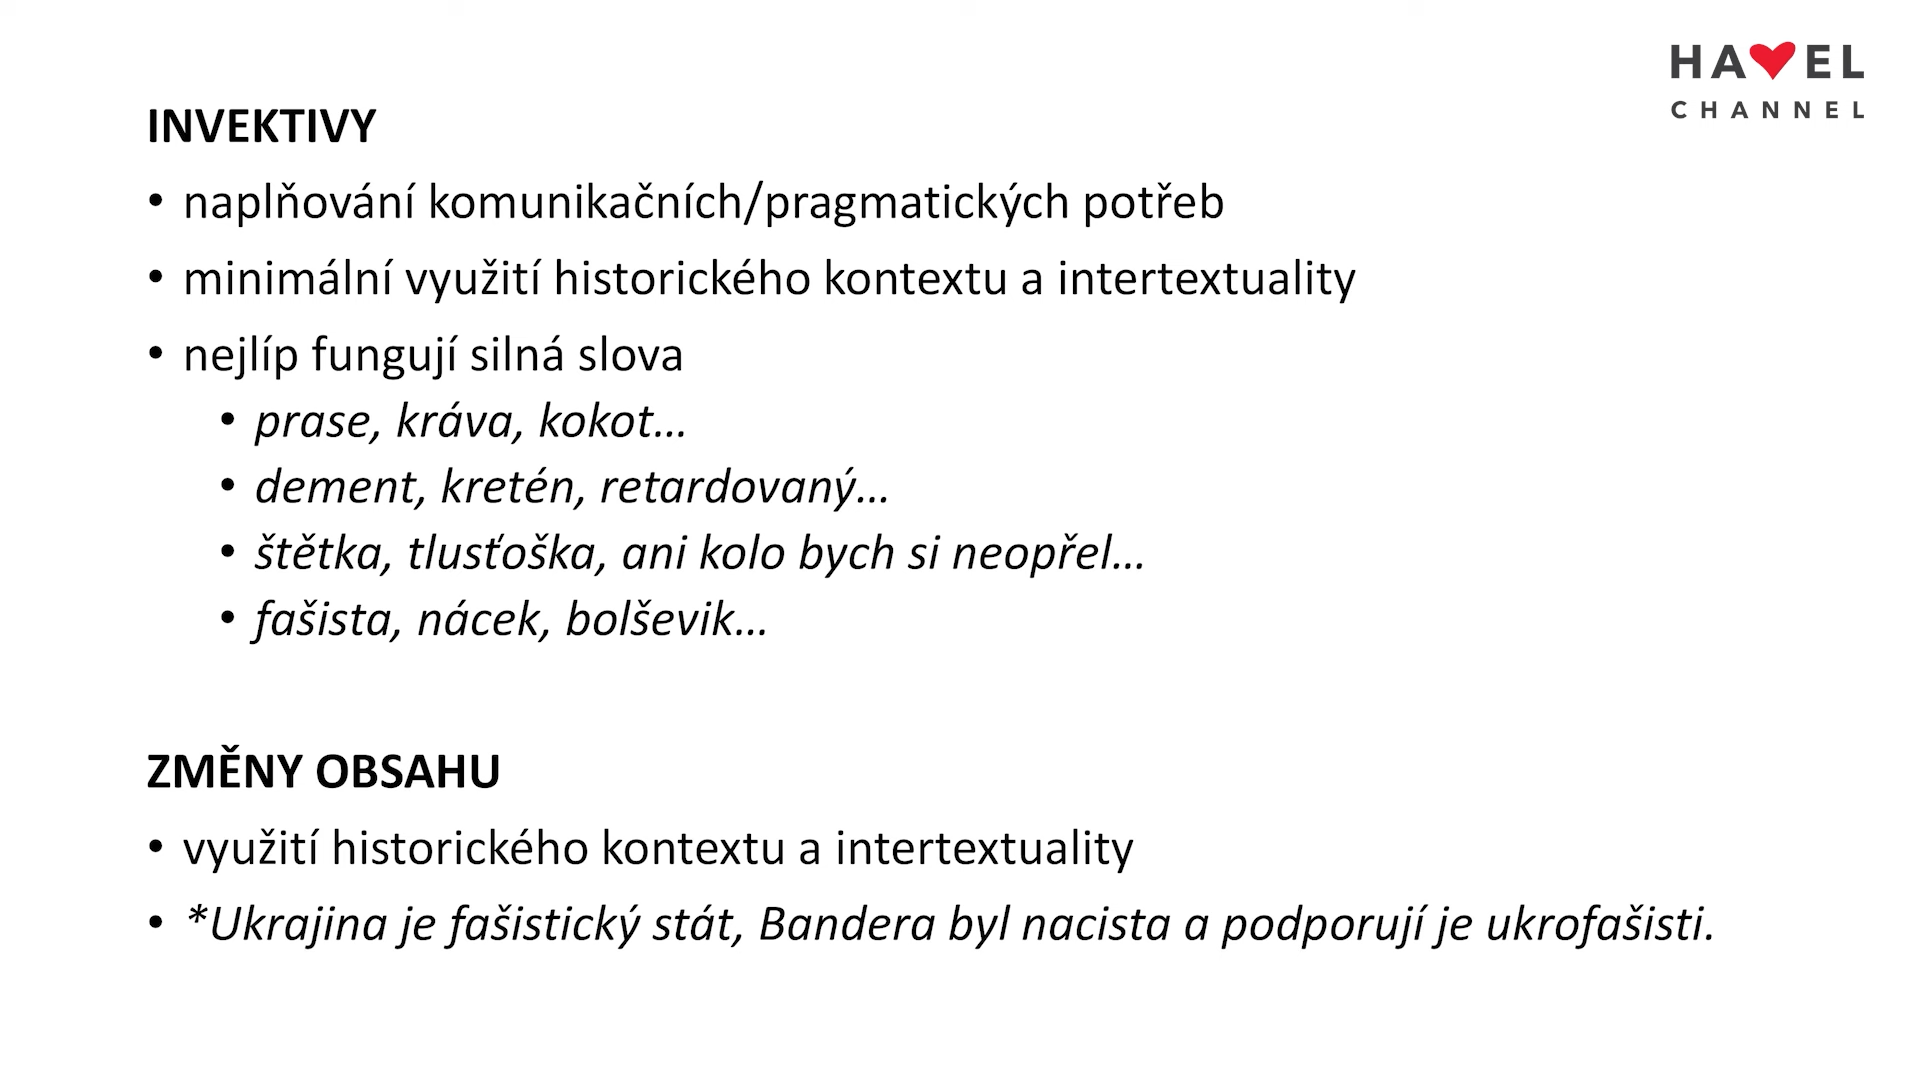 HAVEL
CHANNEL
INVEKTIVY
• naplňování komunikačních/pragmatických potřeb
• minimální využití historického kontextu a intertextuality
• nejlíp fungují silná slova
• prase, kráva, kokot…
• dement, kretén, retardovaný…
• štětka, tlusťoška, ani kolo bych si neopřel…
• fašista, nácek, bolševik…
ZMĚNY OBSAHU
• využití historického kontextu a intertextuality
• *Ukrajina je fašistický stát, Bandera byl nacista a podporují je ukrofašisti.